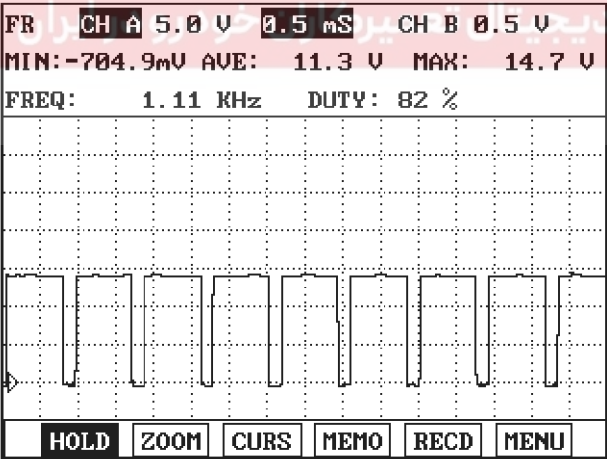 FR CH A 5.0 V 0.5 mS CH B 0.5 V
MIN:-704.9mV AVE: 11.3 V MAX: 14.7 V
FREQ: 1.11 KHz DUTY: 82 %
HOLD ZOOM CURS MEMO RECD MENU